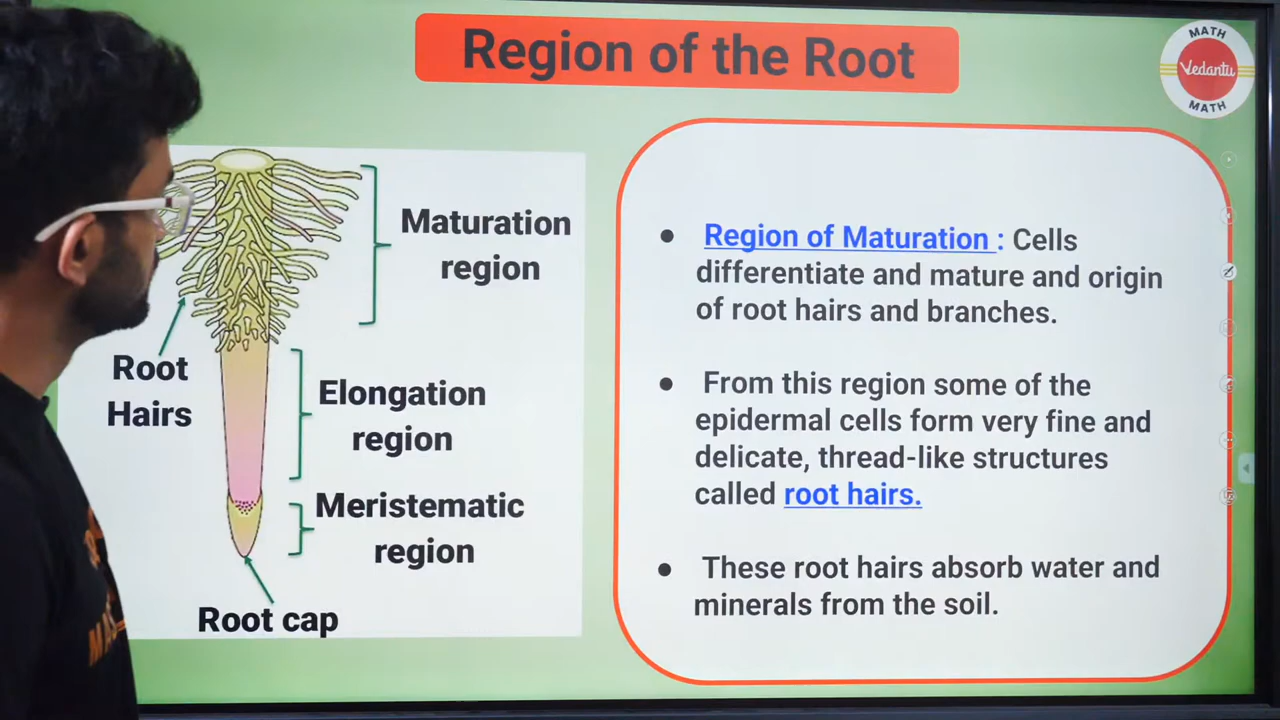 Region of the Root
MATH
Vedantu
MATH
Maturation
region
Root
Hairs
Elongation
region
Meristematic
region
Root cap
● Region of Maturation : Cells
differentiate and mature and origin
of root hairs and branches.
● From this region some of the
epidermal cells form very fine and
delicate, thread-like structures
called root hairs.
● These root hairs absorb water and
minerals from the soil.